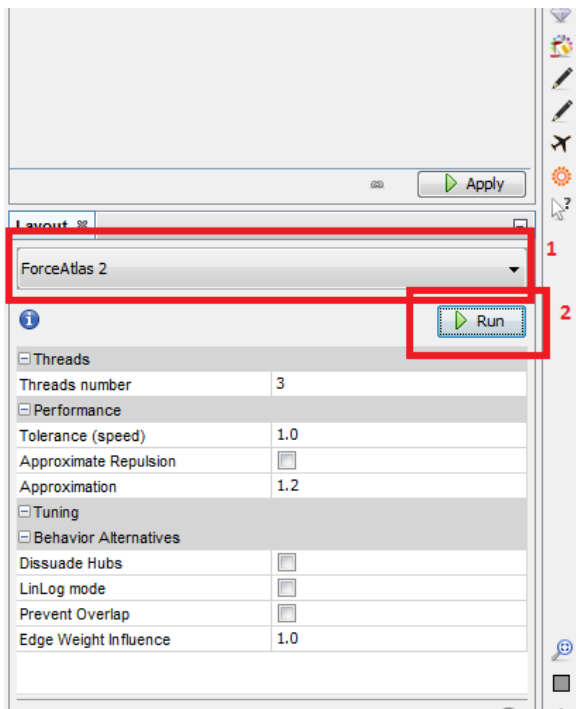 Apply
Layout
1
ForceAtlas 2
2
Run
Threads
Threads number 3
Performance
Tolerance (speed) 1.0
Approximate Repulsion
Approximation 1.2
Tuning
Behavior Alternatives
Dissuade Hubs
LinLog mode
Prevent Overlap
Edge Weight Influence 1.0